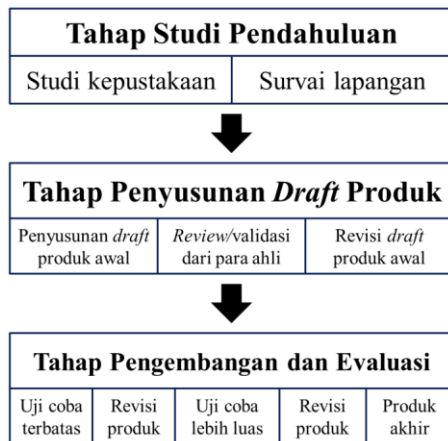 Tahap Studi Pendahuluan
Studi kepustakaan
Survai lapangan
Tahap Penyusunan Draft Produk
Penyusunan draft
produk awal
Review/validasi
dari para ahli
Revisi draft
produk awal
Tahap Pengembangan dan Evaluasi
Uji coba
terbatas
Revisi
produk
Uji coba
lebih luas
Revisi
produk
Produk
akhir